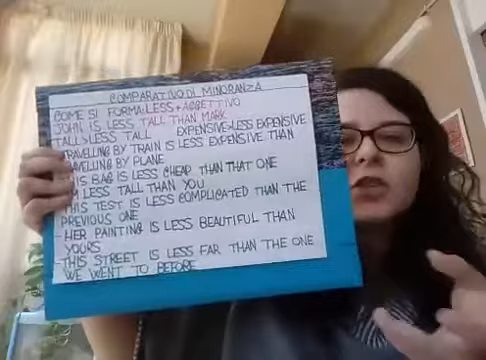 COMPARATIVO DI MINORANZA
COME SI FORMA: LESS + AGGETTIVO
JOHN IS LESS TALL THAN MARK
TALL>LESS TALL EXPENSIVE>LESS EXPENSIVE
TRAVELLING BY TRAIN IS LESS EXPENSIVE THAN
TRAVELLING BY PLANE
THIS BAG IS LESS CHEAP THAN THAT ONE
I'M LESS TALL THAN YOU
THIS TEST IS LESS COMPLICATED THAN THE
PREVIOUS ONE
- HER PAINTING IS LESS BEAUTIFUL THAN
YOURS
- THIS STREET IS LESS FAR THAN THE ONE
WE WENT TO BEFORE